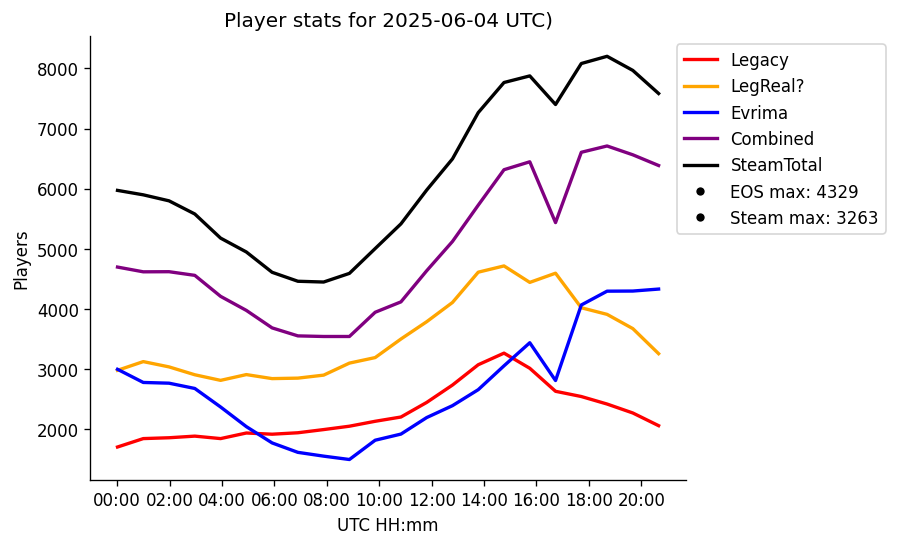 Player stats for 2025-06-04 UTC)
Legacy
LegReal?
Evrima
Combined
SteamTotal
EOS max: 4329
Steam max: 3263
Players
8000
7000
6000
5000
4000
3000
2000
00:00 02:00 04:00 06:00 08:00 10:00 12:00 14:00 16:00 18:00 20:00
UTC HH:mm